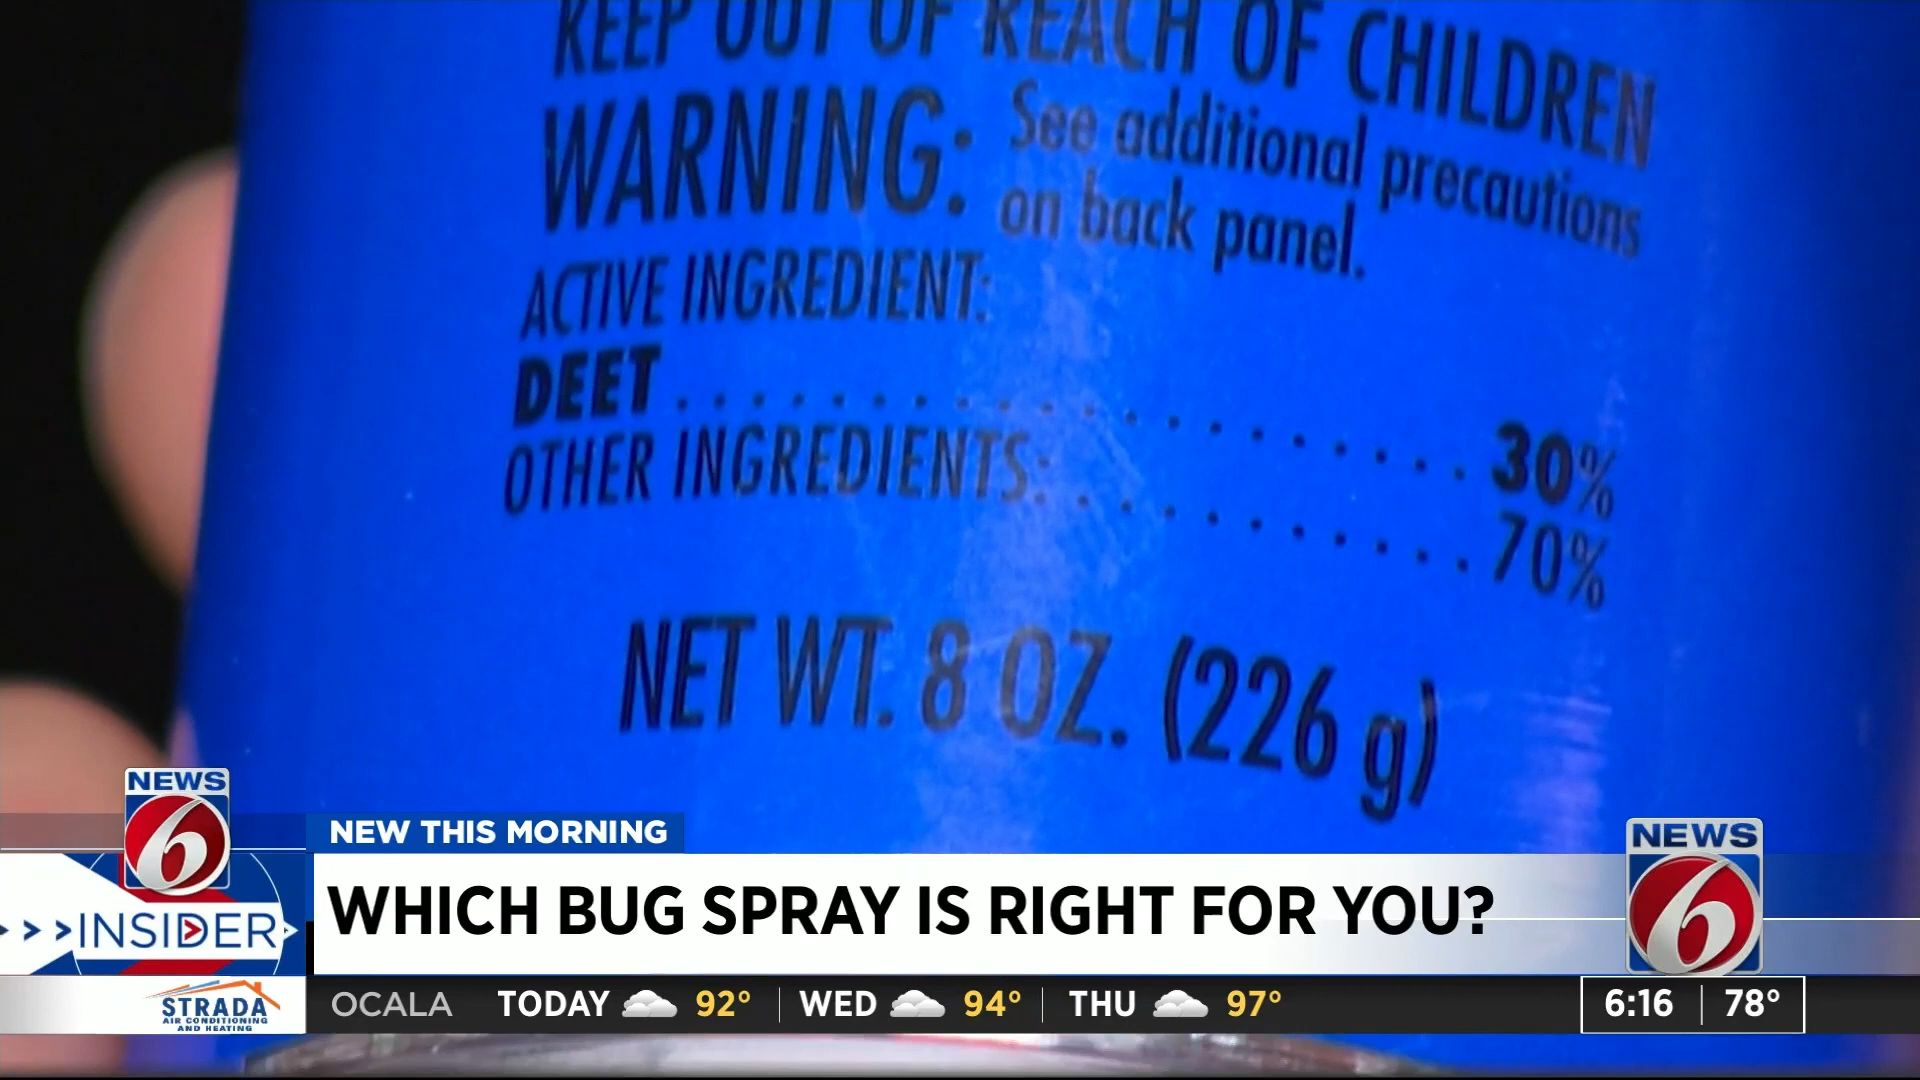 KEEP OUT OF REACH OF CHILDREN
WARNING: See additional precautions
on back panel.
ACTIVE INGREDIENT:
DEET . . . . . . . . . . . . . . . . . . . . 30%
OTHER INGREDIENTS: . . . . . . . . . . . 70%
NET WT. 8 OZ. (226 g)
NEWS
6
INSIDER
NEW THIS MORNING
WHICH BUG SPRAY IS RIGHT FOR YOU?
NEWS
6
STRADA
AIR CONDITIONING
AND HEATING
OCALA TODAY 92° WED 94° THU 97°
6:16 78°